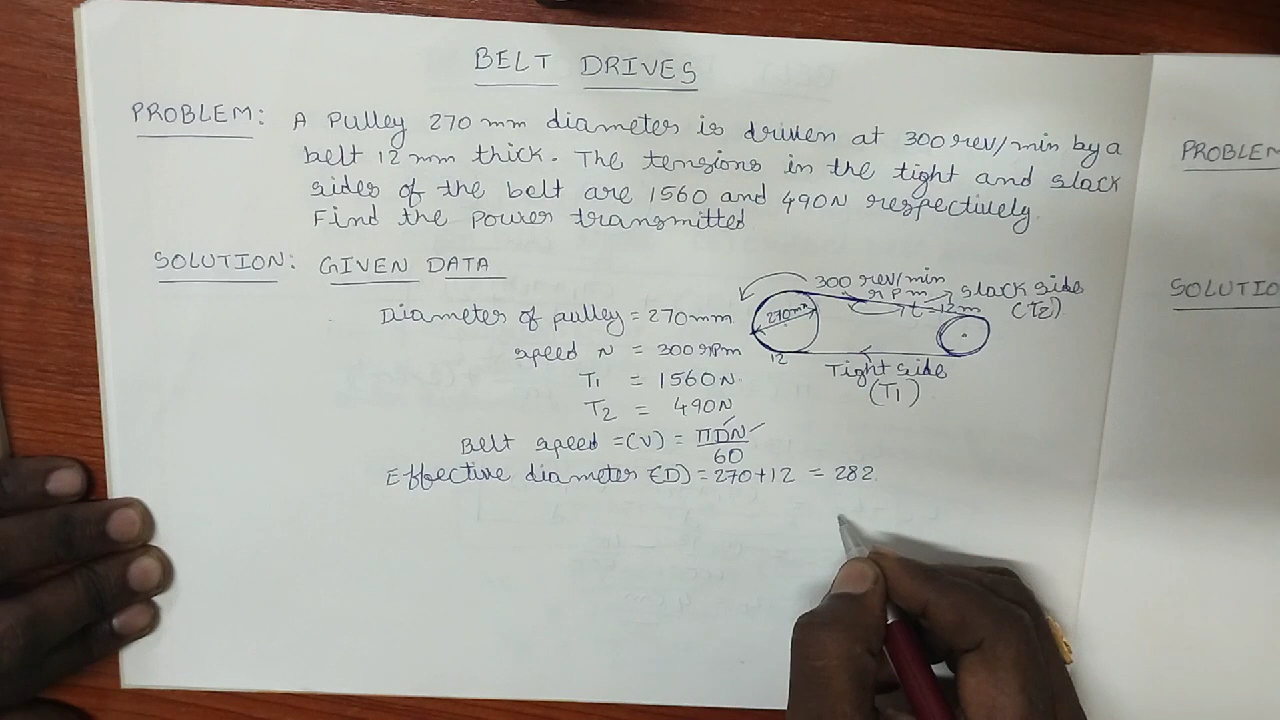 BELT DRIVES
PROBLEM: A Pulley 270 mm diameter is driven at 300 rev/min by a
belt 12 mm thick. The tensions in the tight and slack
sides of the belt are 1560 and 490N respectively.
Find the power transmitted
SOLUTION: GIVEN DATA
Diameter of pulley = 270mm
speed N = 300 rpm
T1 = 1560N
T2 = 490N
Belt speed =(V) = πDN
60
Effective diameter (D) = 270+12 = 282
300 rev/min
rpm
slack side
(T2)
t=12m
12
Tight side
(T1)
PROBLEM
SOLUTIO